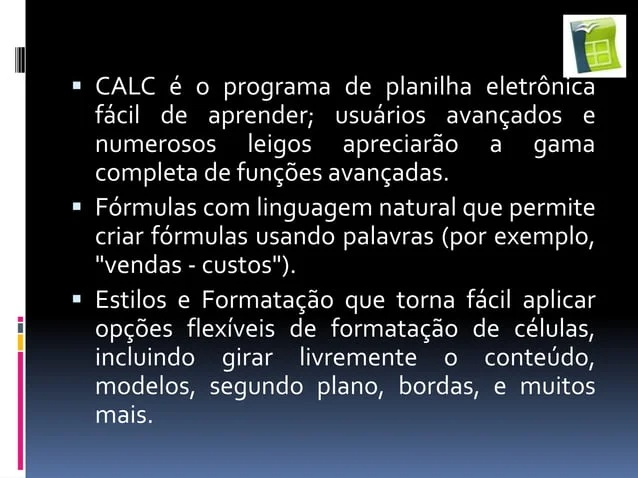 ▪ CALC é o programa de planilha eletrônica
fácil de aprender; usuários avançados e
numerosos leigos apreciarão a gama
completa de funções avançadas.
▪ Fórmulas com linguagem natural que permite
criar fórmulas usando palavras (por exemplo,
"vendas - custos").
▪ Estilos e Formatação que torna fácil aplicar
opções flexíveis de formatação de células,
incluindo girar livremente o conteúdo,
modelos, segundo plano, bordas, e muitos
mais.